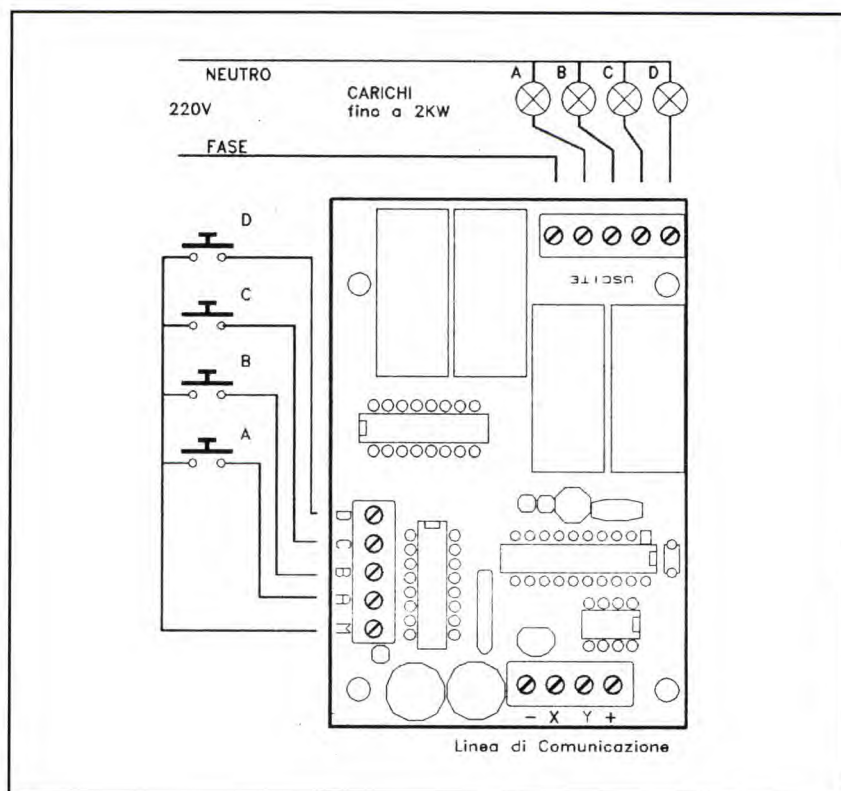 A B C D
NEUTRO
CARICHI
fino a 2KW
220V
FASE
D
C
B
A
USCITE
D
C
B
A
M
- X Y +
Linea di Comunicazione